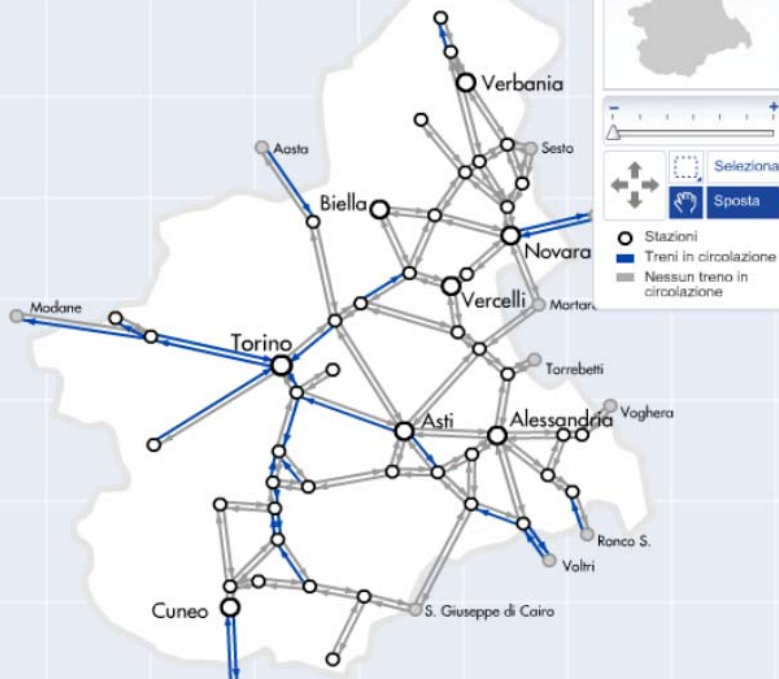 Verbania
Aosta
Sesto
Biella
Novara
Modane
Vercelli
Mortara
Torino
Torrebetti
Asti
Alessandria
Voghera
Ronco S.
Voltri
Cuneo
S. Giuseppe di Cairo
-
+
Seleziona
Sposta
Stazioni
Treni in circolazione
Nessun treno in
circolazione